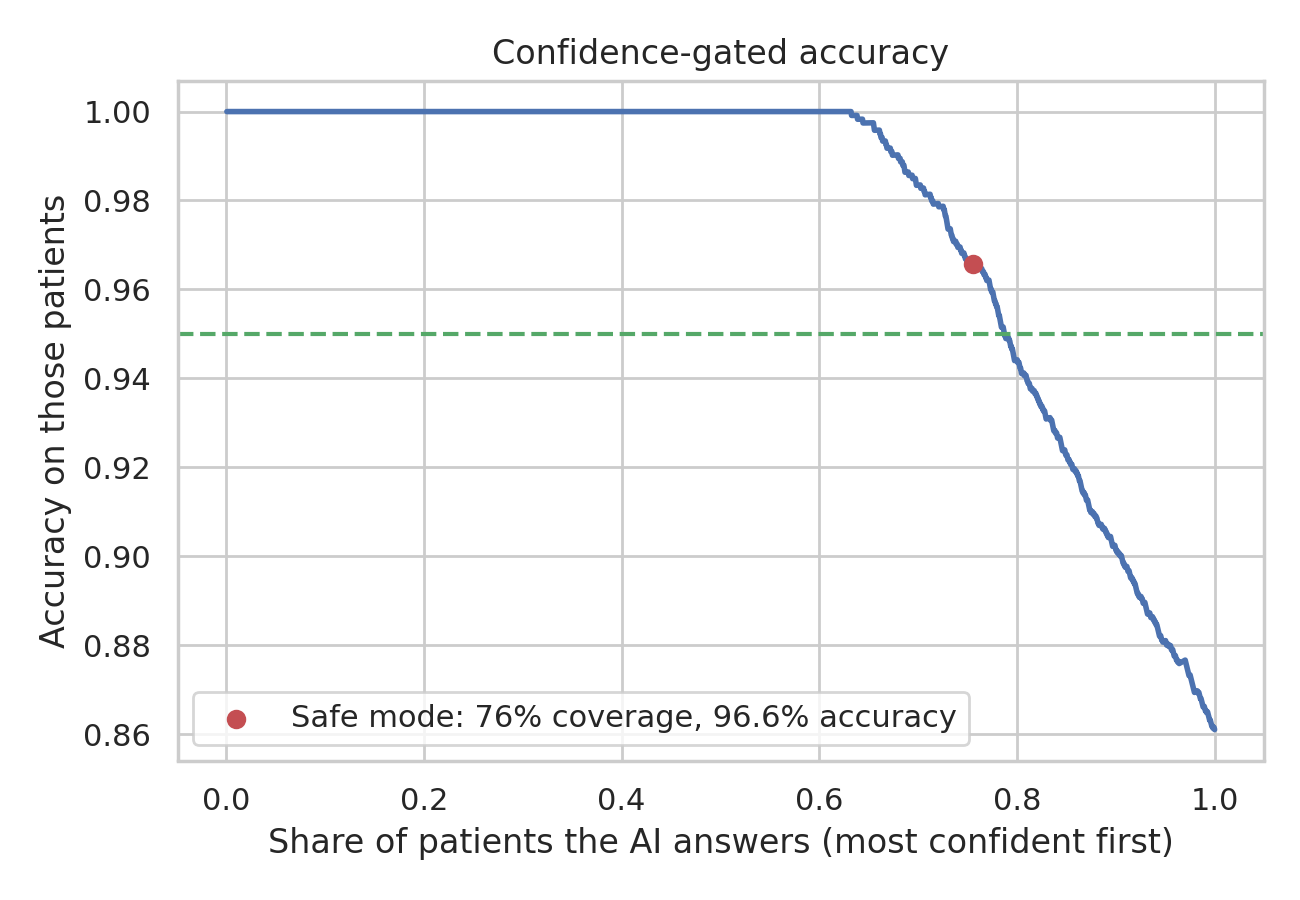 Confidence-gated accuracy
Accuracy on those patients
1.00
0.98
0.96
0.94
0.92
0.90
0.88
0.86
Safe mode: 76% coverage, 96.6% accuracy
0.0 0.2 0.4 0.6 0.8 1.0
Share of patients the AI answers (most confident first)